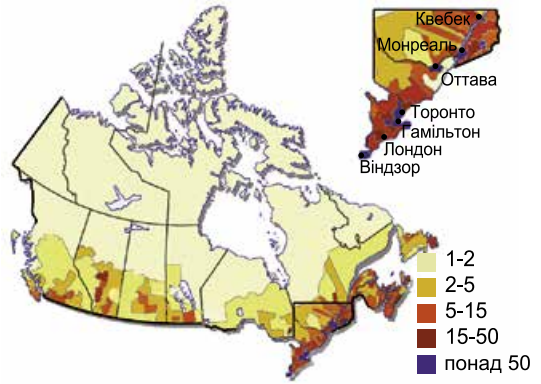 Квебек
Монреаль
Оттава
Торонто
Гамільтон
Лондон
Віндзор
1-2
2-5
5-15
15-50
понад 50